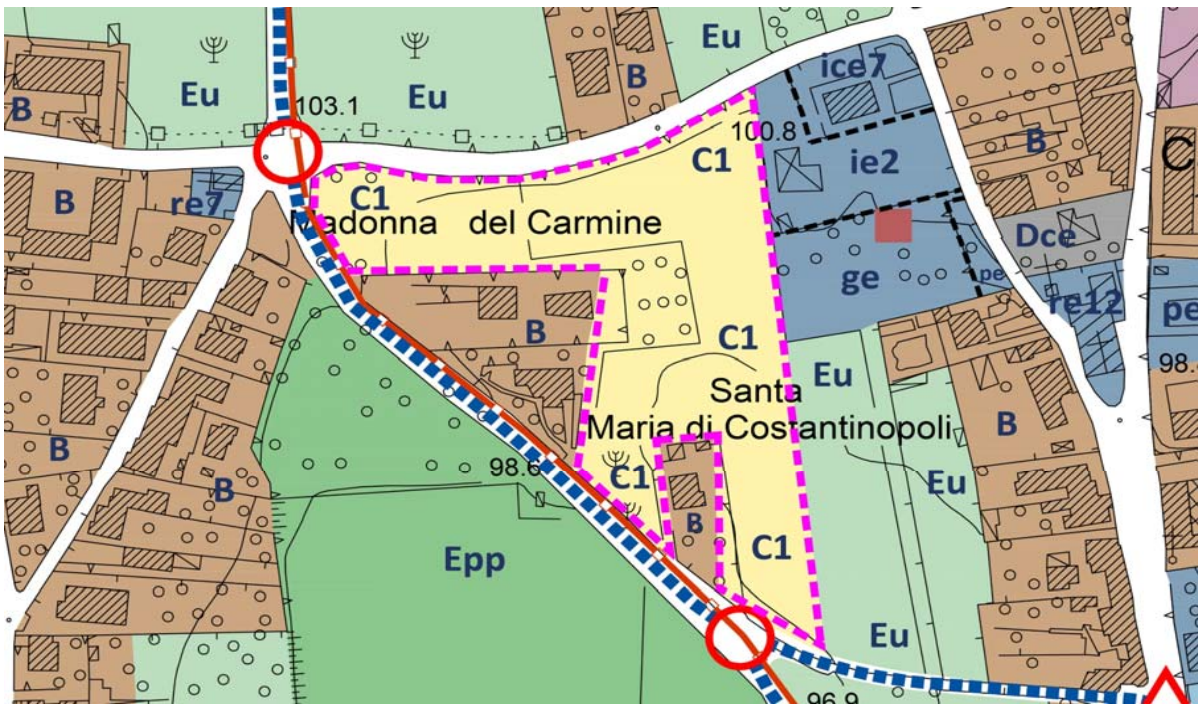 Eu
ice7
B
Eu
Eu
B
103.1
100.8
C1
ie2
B
C
B
re7
C1
Madonna del Carmine
Dce
ge
pe
re12
pe
B
C1
98.
Eu
Santa
Maria di Costantinopoli
B
B
B
98.6
C1
Eu
B
C1
Epp
Eu
96.9